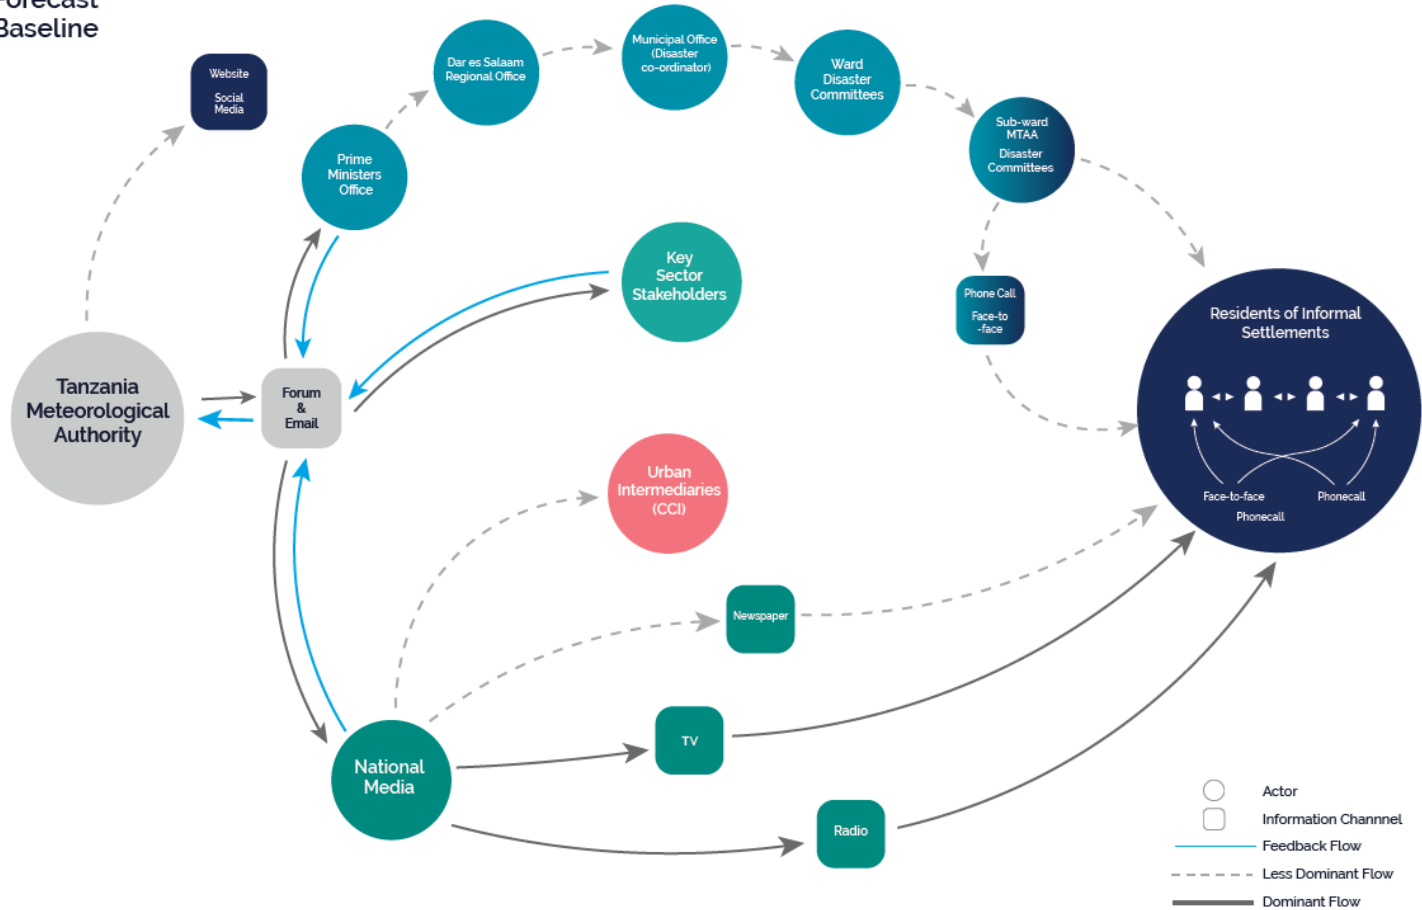 Forecast
Baseline
Website
Social
Media
Dar es Salaam
Regional Office
Municipal Office
(Disaster
co-ordinator)
Ward
Disaster
Committees
Sub-ward
MTAA
Disaster
Committees
Prime
Ministers
Office
Key
Sector
Stakeholders
Phone Call
Face-to
-face
Residents of Informal
Settlements
Face-to-face
Phonecall
Phonecall
Tanzania
Meteorological
Authority
Forum
&
Email
Urban
Intermediaries
(CCI)
Newspaper
TV
National
Media
Radio
Actor
Information Channnel
Feedback Flow
Less Dominant Flow
Dominant Flow